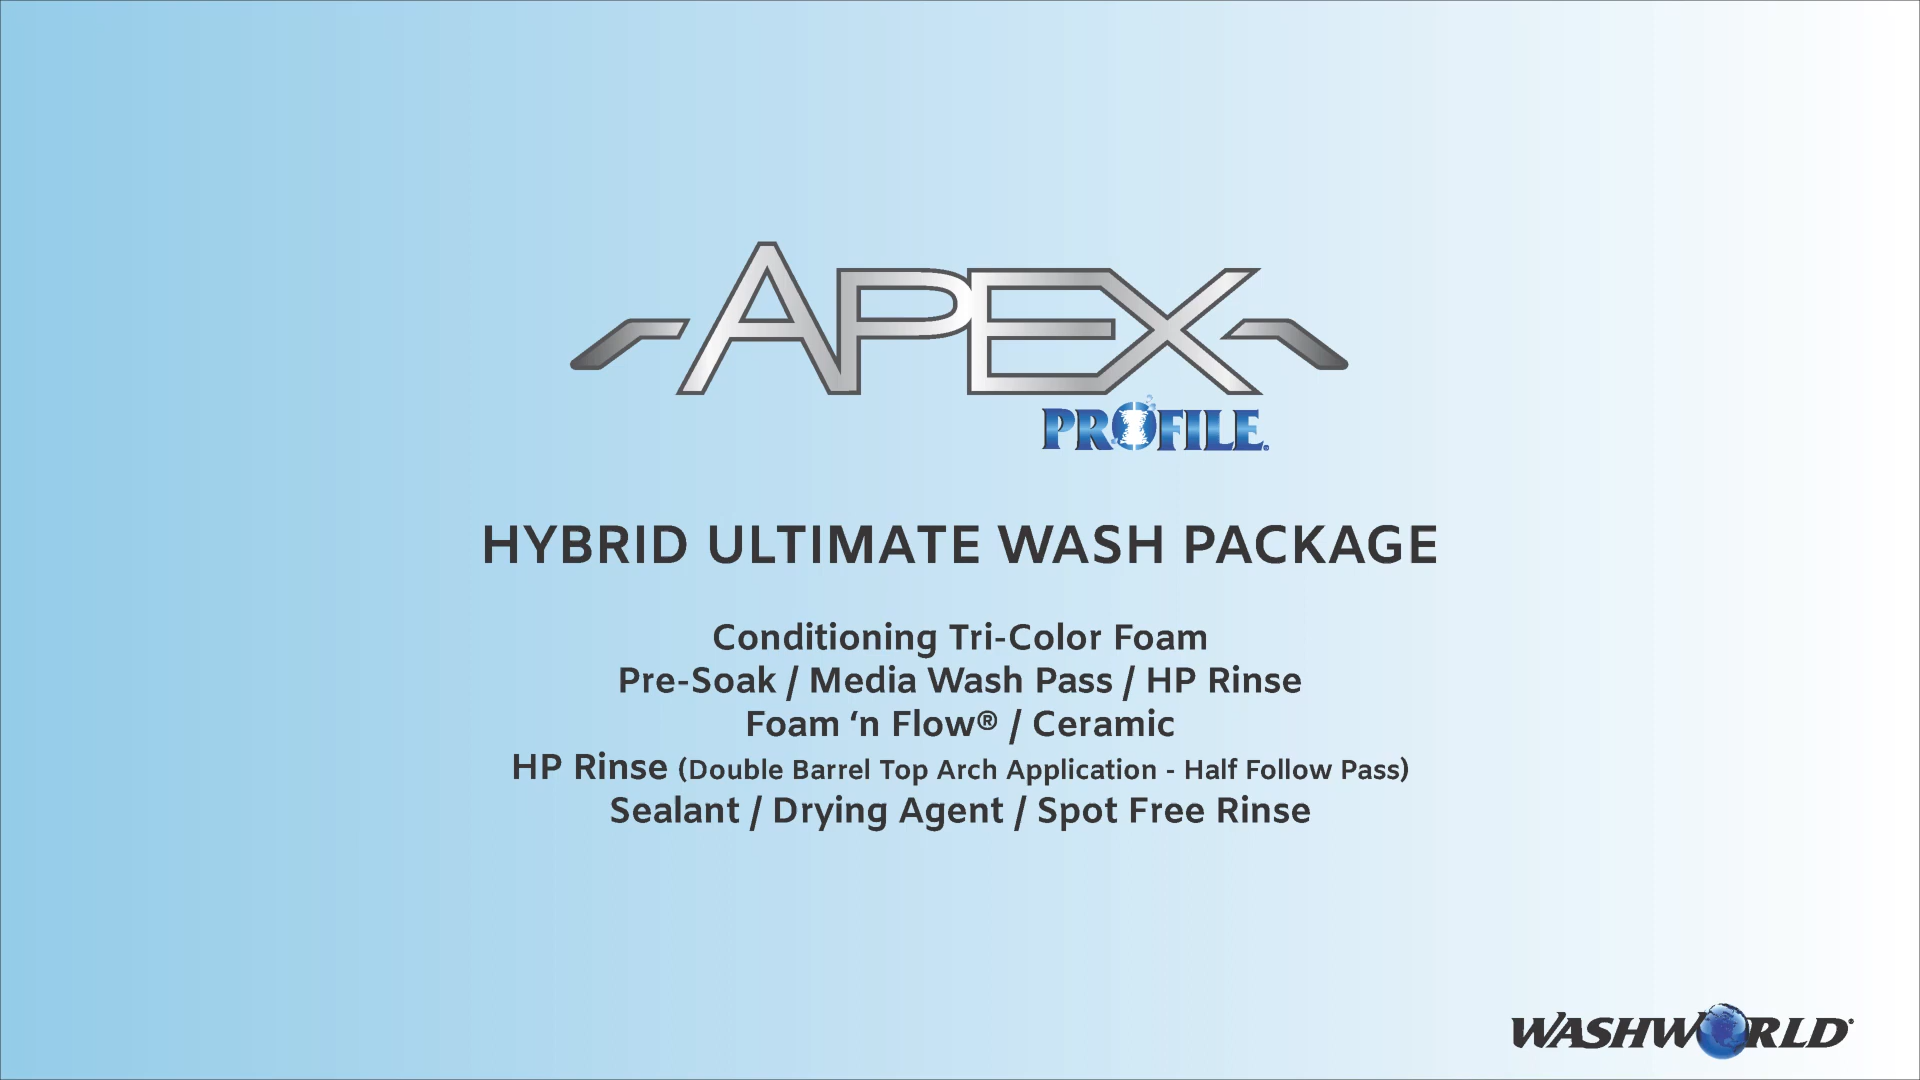 APEX
PROFILE®
HYBRID ULTIMATE WASH PACKAGE
Conditioning Tri-Color Foam
Pre-Soak / Media Wash Pass / HP Rinse
Foam ‘n Flow® / Ceramic
HP Rinse (Double Barrel Top Arch Application - Half Follow Pass)
Sealant / Drying Agent / Spot Free Rinse
WASHWORLD®